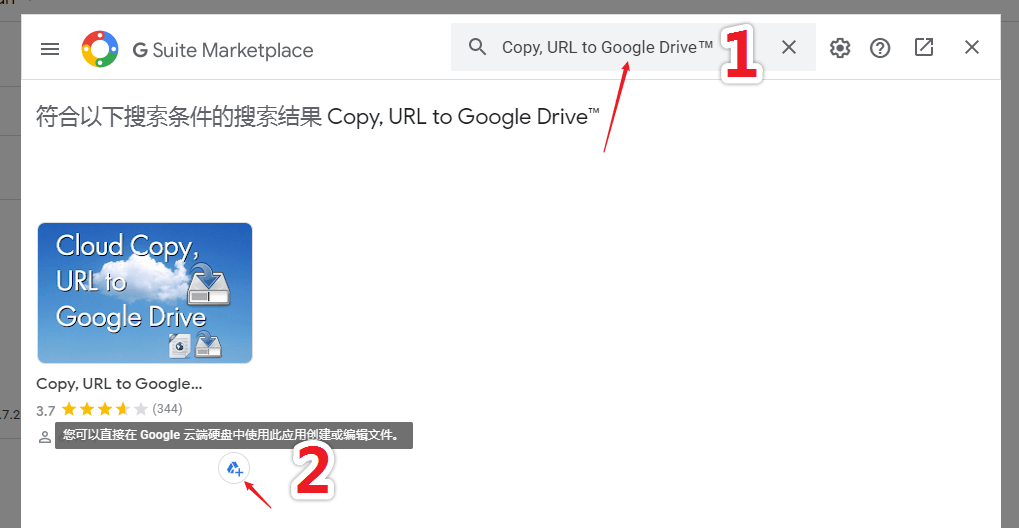 G Suite Marketplace
Copy, URL to Google Drive™
1
符合以下搜索条件的搜索结果 Copy, URL to Google Drive™
Cloud Copy,
URL to
Google Drive
Copy, URL to Google...
3.7 (344)
您可以直接在 Google 云端硬盘中使用此应用创建或编辑文件。
.7.2
2